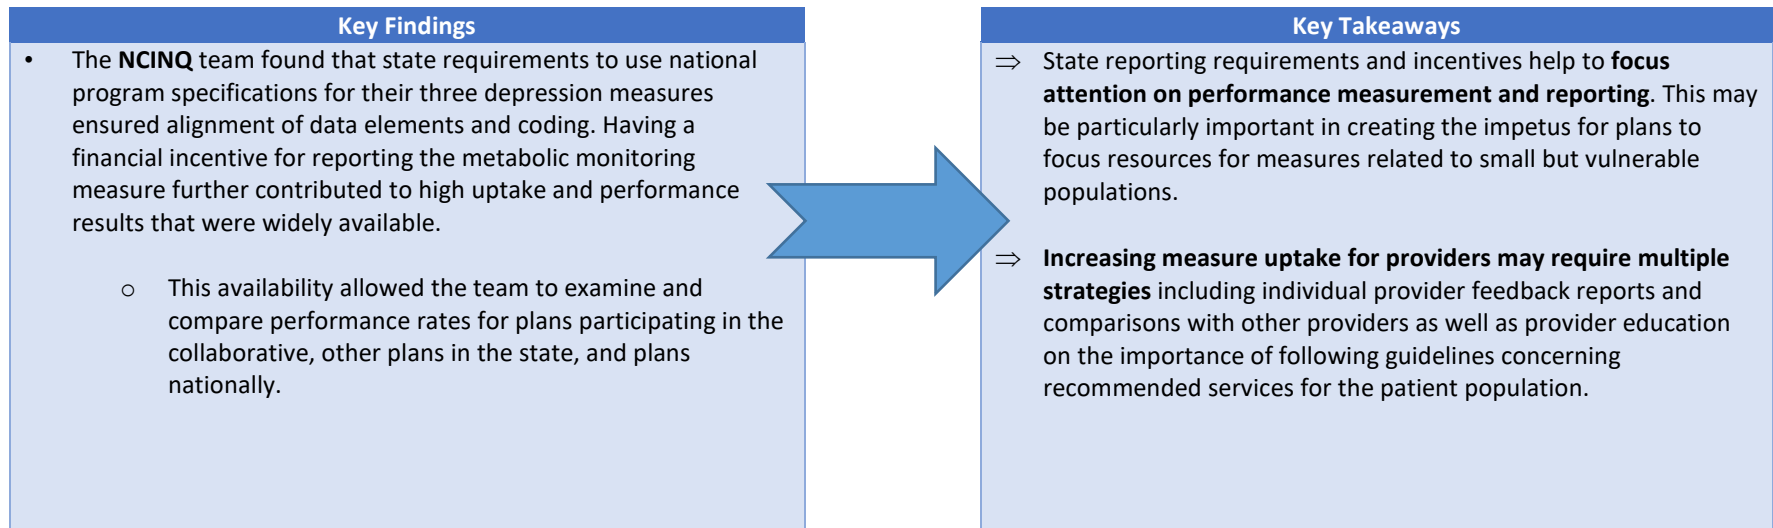 Key Findings
• The NCINQ team found that state requirements to use national
program specifications for their three depression measures
ensured alignment of data elements and coding. Having a
financial incentive for reporting the metabolic monitoring
measure further contributed to high uptake and performance
results that were widely available.
o This availability allowed the team to examine and
compare performance rates for plans participating in the
collaborative, other plans in the state, and plans
nationally.
Key Takeaways
⇒ State reporting requirements and incentives help to focus
attention on performance measurement and reporting. This may
be particularly important in creating the impetus for plans to
focus resources for measures related to small but vulnerable
populations.
⇒ Increasing measure uptake for providers may require multiple
strategies including individual provider feedback reports and
comparisons with other providers as well as provider education
on the importance of following guidelines concerning
recommended services for the patient population.